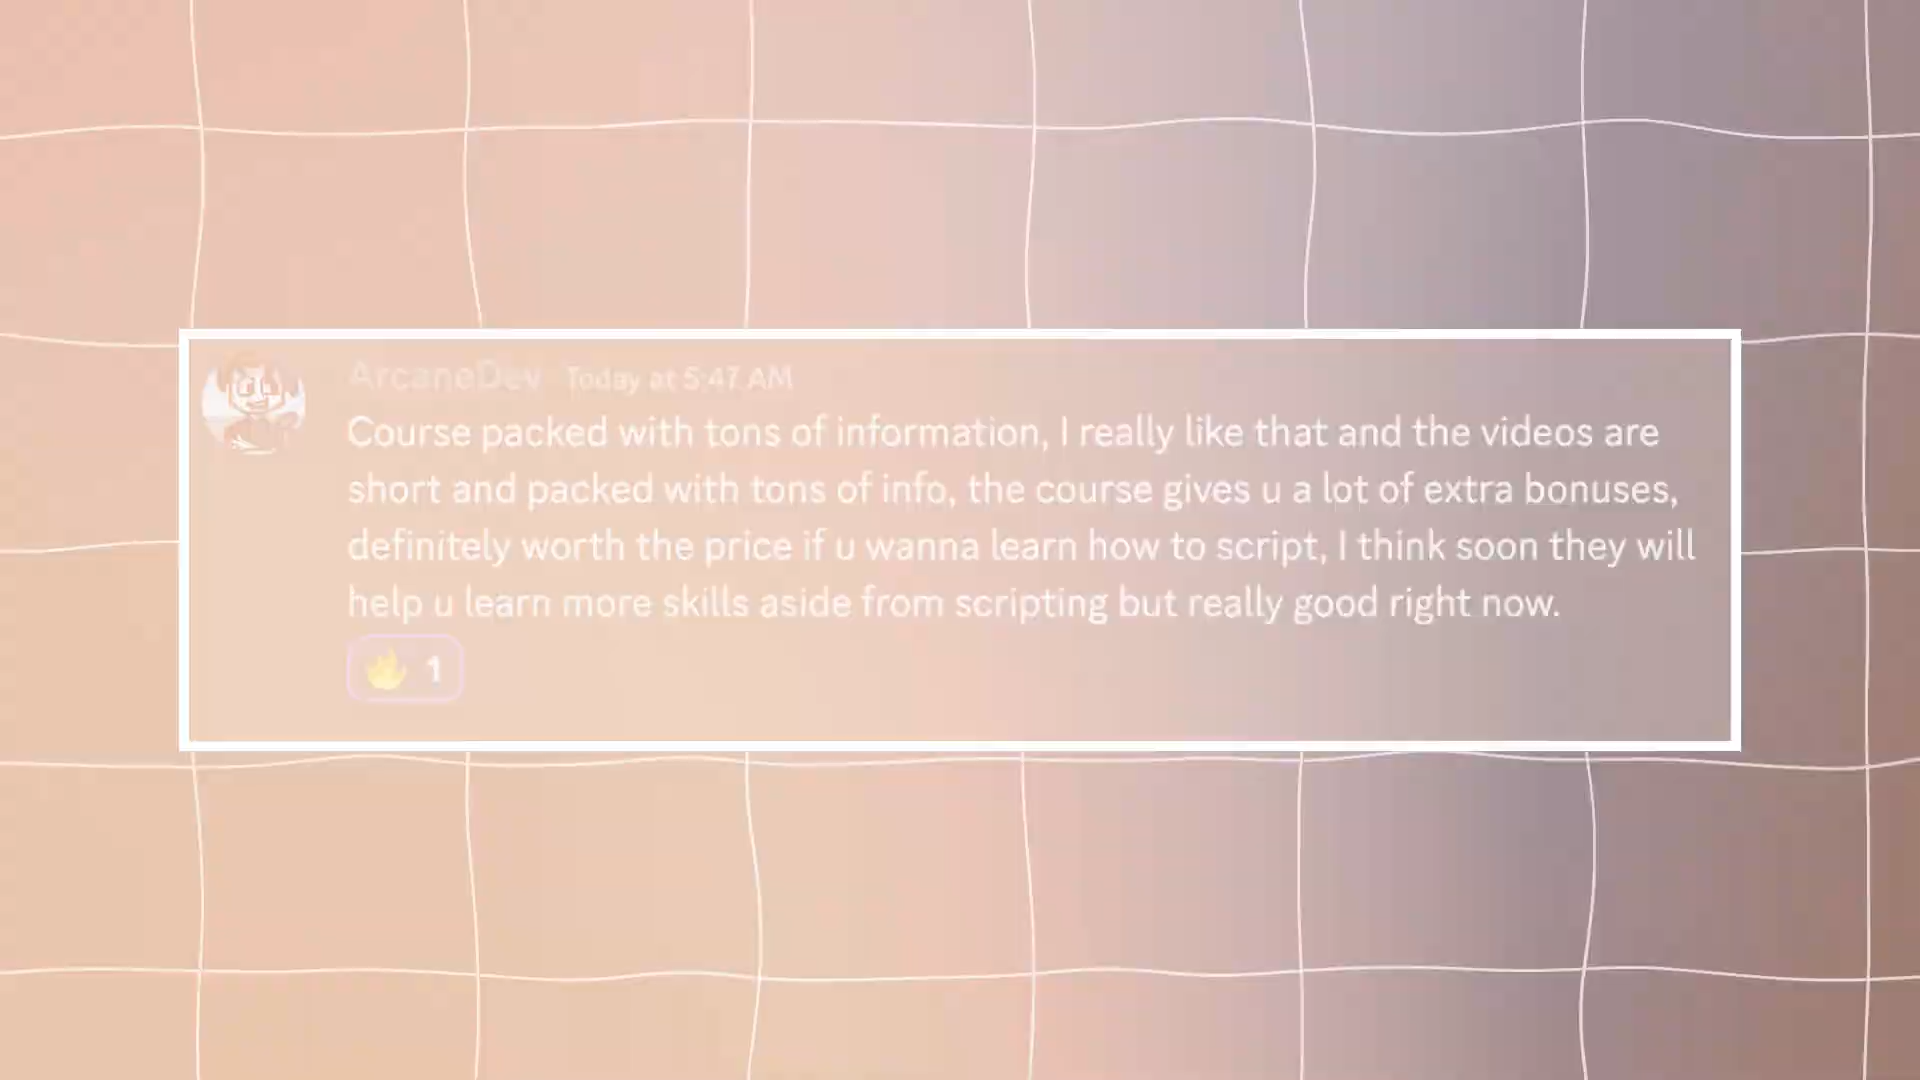 ArcaneDev Today at 5:47 AM
Course packed with tons of information, I really like that and the videos are
short and packed with tons of info, the course gives u a lot of extra bonuses,
definitely worth the price if u wanna learn how to script, I think soon they will
help u learn more skills aside from scripting but really good right now.
🔥 1